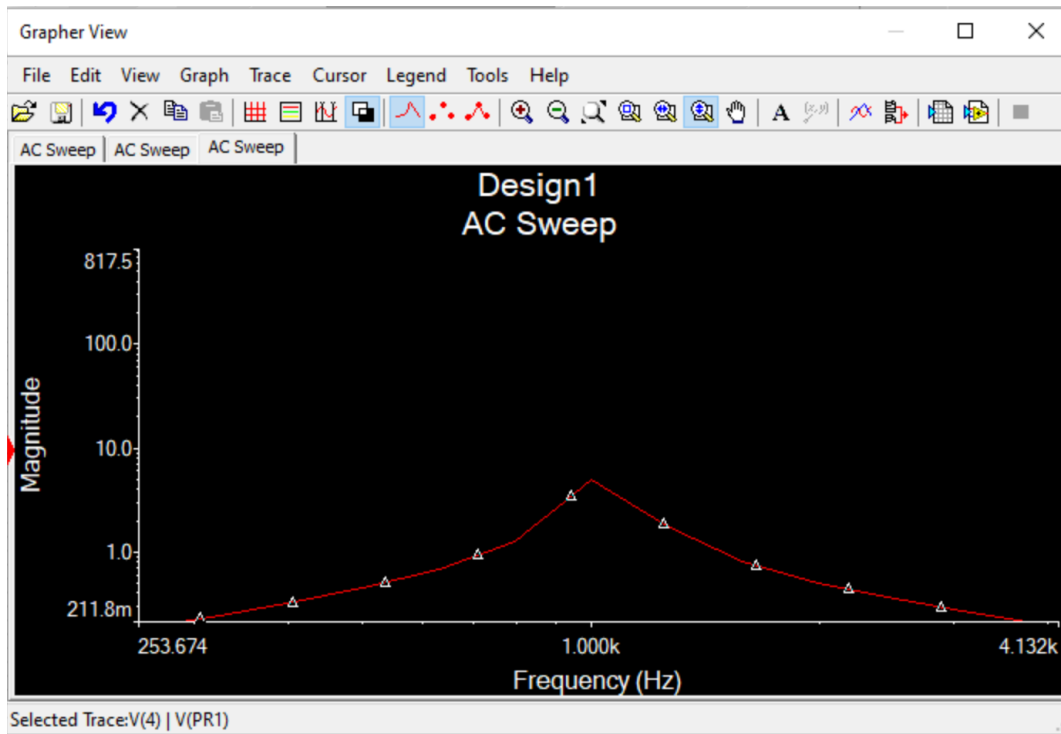 Grapher View
File Edit View Graph Trace Cursor Legend Tools Help
A (x,y)
AC Sweep AC Sweep AC Sweep
Design1
AC Sweep
817.5
100.0
10.0
1.0
211.8m
Magnitude
253.674 1.000k 4.132k
Frequency (Hz)
Selected Trace:V(4) | V(PR1)